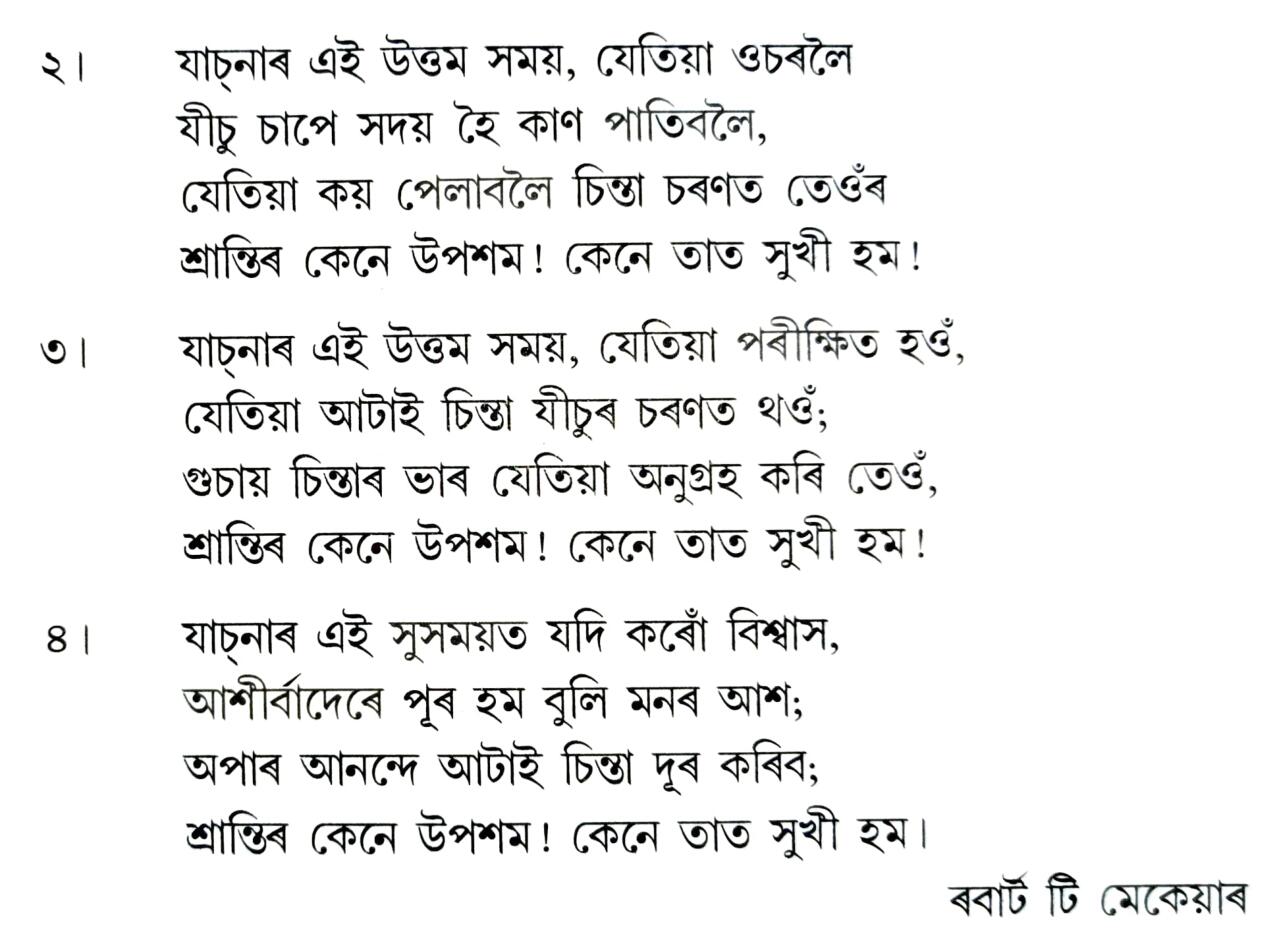 ২। যাচ্‌নাৰ এই উত্তম সময়, যেতিয়া ওচৰলৈ
যীচু চাপে সদয় হৈ কাণ পাতিবলৈ,
যেতিয়া কয় পেলাবলৈ চিন্তা চৰণত তেওঁৰ
শ্ৰান্তিৰ কেনে উপশম! কেনে তাত সুখী হম!
৩। যাচ্‌নাৰ এই উত্তম সময়, যেতিয়া পৰীক্ষিত হওঁ,
যেতিয়া আটাই চিন্তা যীচুৰ চৰণত থওঁ;
গুচায় চিন্তাৰ ভাৰ যেতিয়া অনুগ্ৰহ কৰি তেওঁ,
শ্ৰান্তিৰ কেনে উপশম! কেনে তাত সুখী হম!
৪। যাচ্‌নাৰ এই সুসময়ত যদি কৰোঁ বিশ্বাস,
আশীৰ্বাদেৰে পূৰ হম বুলি মনৰ আশ;
অপাৰ আনন্দে আটাই চিন্তা দূৰ কৰিব;
শ্ৰান্তিৰ কেনে উপশম! কেনে তাত সুখী হম।
ৰবাৰ্ট টি মেকেয়াৰ